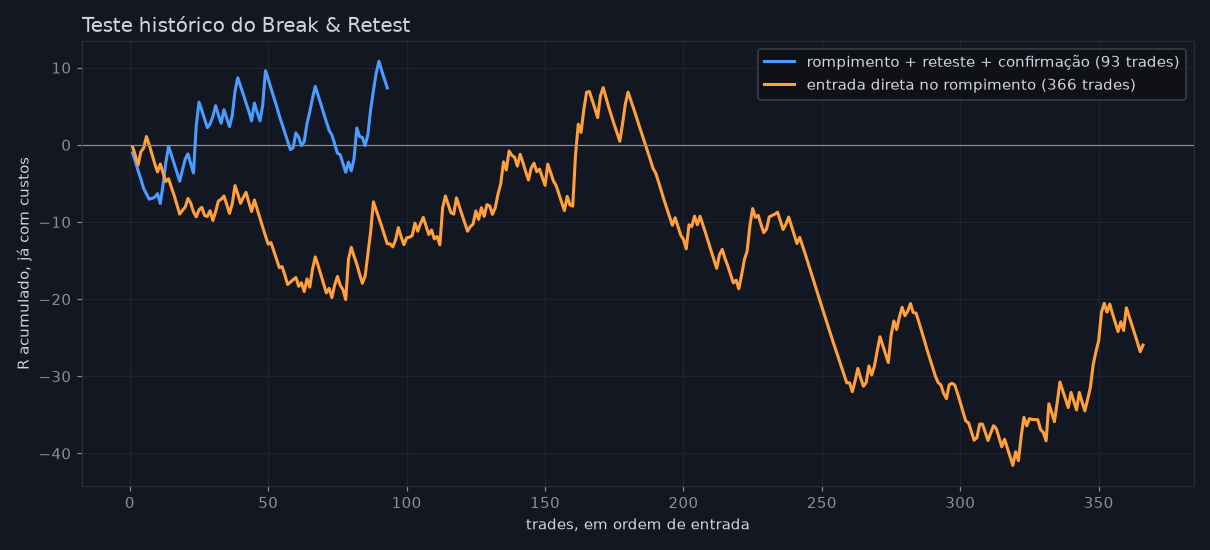 Teste histórico do Break & Retest
rompimento + reteste + confirmação (93 trades)
entrada direta no rompimento (366 trades)
R acumulado, já com custos
10
0
−10
−20
−30
−40
0
50
100
150
200
250
300
350
trades, em ordem de entrada